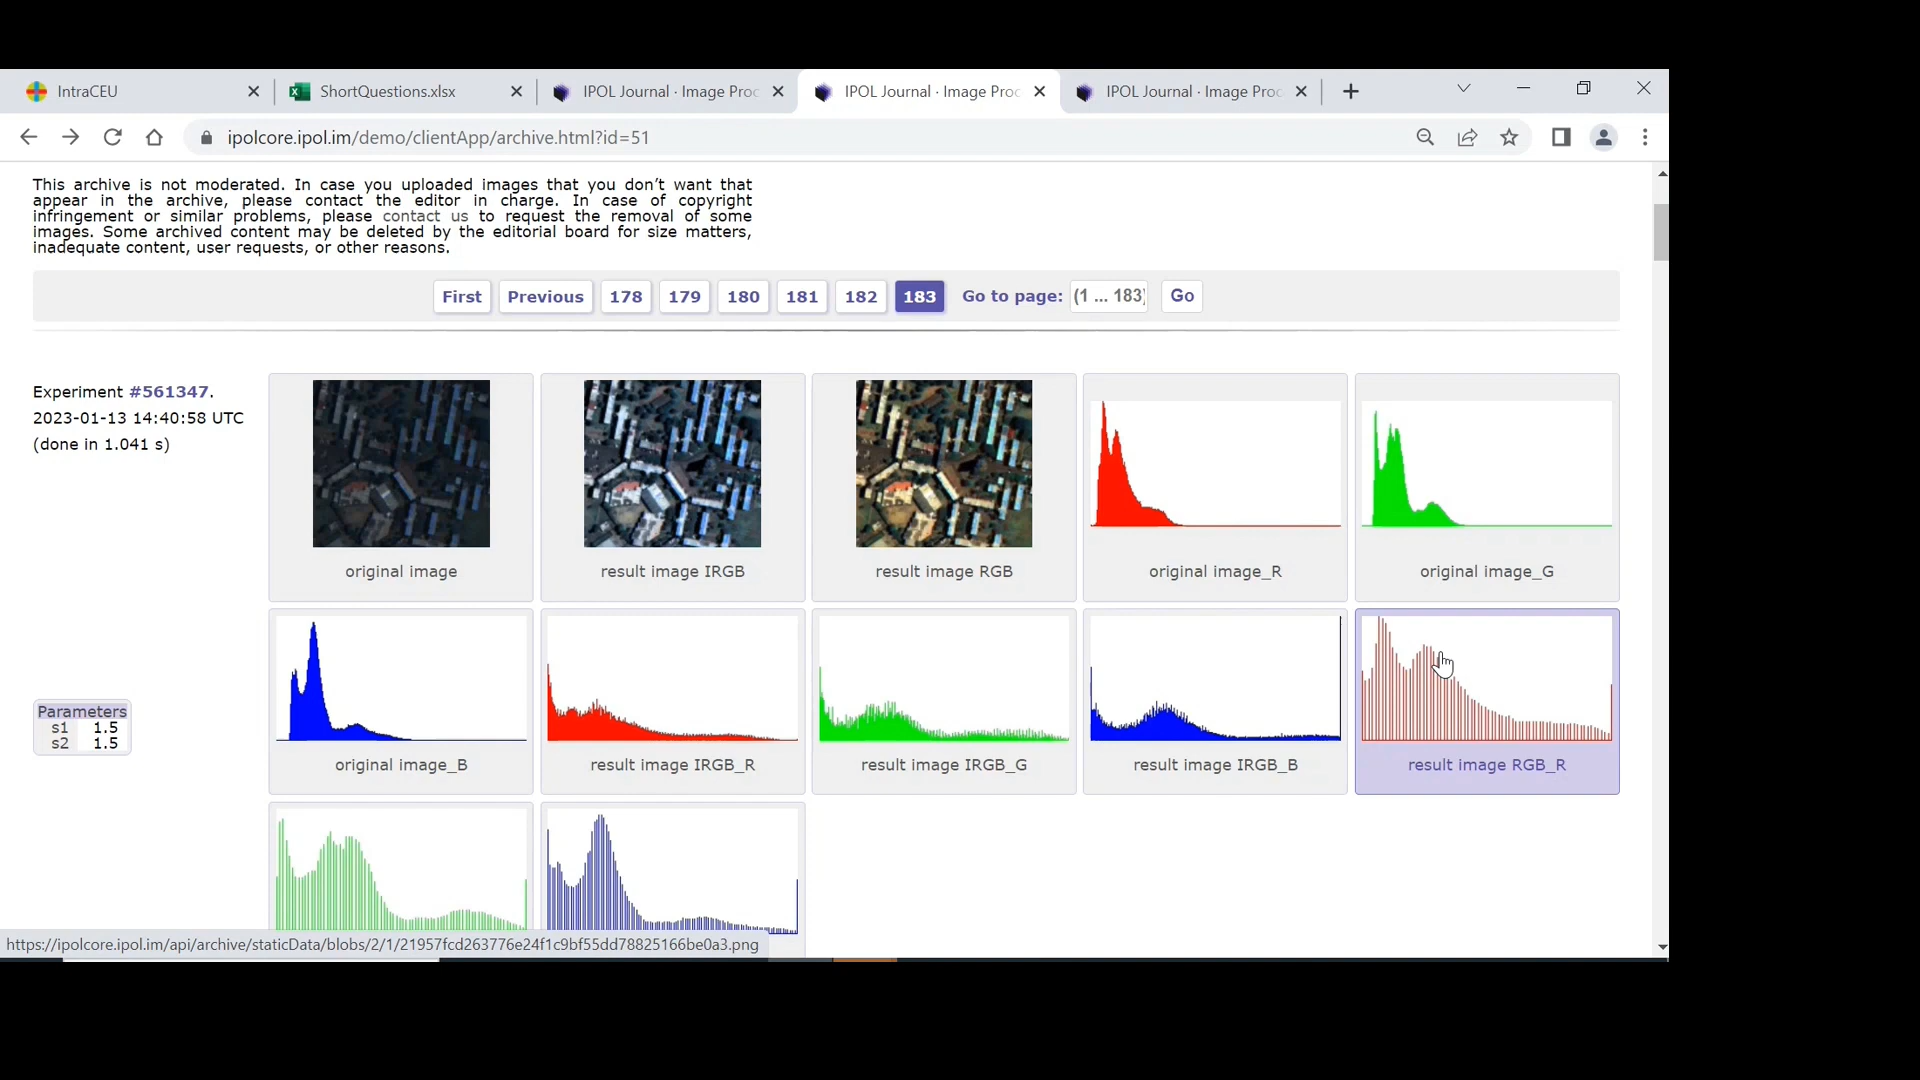 IntraCEU
ShortQuestions.xlsx
IPOL Journal · Image Proc
IPOL Journal · Image Proc
IPOL Journal · Image Proc
ipolcore.ipol.im/demo/clientApp/archive.html?id=51
This archive is not moderated. In case you uploaded images that you don't want that
appear in the archive, please contact the editor in charge. In case of copyright
infringement or similar problems, please contact us to request the removal of some
images. Some archived content may be deleted by the editorial board for size matters,
inadequate content, user requests, or other reasons.
First Previous 178 179 180 181 182 183 Go to page: (1 ... 183) Go
Experiment #561347.
2023-01-13 14:40:58 UTC
(done in 1.041 s)
original image
result image IRGB
result image RGB
original image_R
original image_G
Parameters
s1 1.5
s2 1.5
original image_B
result image IRGB_R
result image IRGB_G
result image IRGB_B
result image RGB_R
https://ipolcore.ipol.im/api/archive/staticData/blobs/2/1/21957fcd263776e24f1c9bf55dd78825166be0a3.png